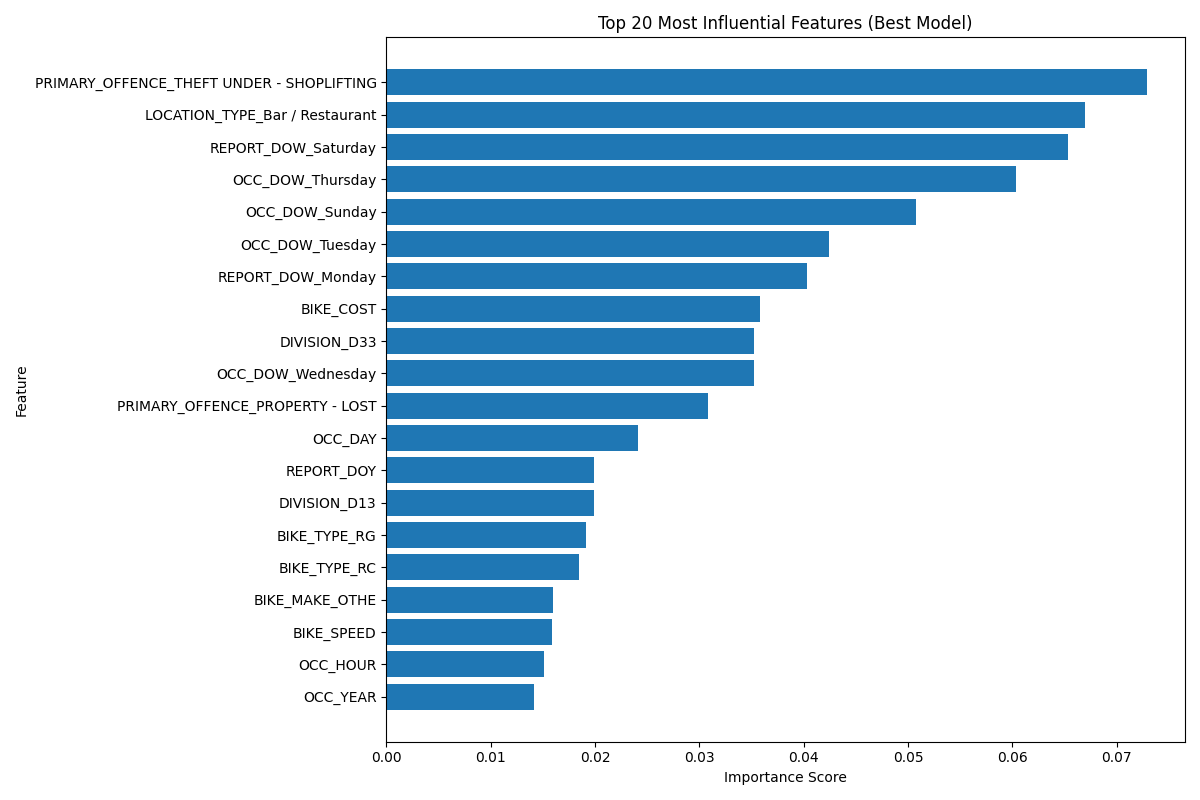 Top 20 Most Influential Features (Best Model)
PRIMARY_OFFENCE_THEFT UNDER - SHOPLIFTING
LOCATION_TYPE_Bar / Restaurant
REPORT_DOW_Saturday
OCC_DOW_Thursday
OCC_DOW_Sunday
OCC_DOW_Tuesday
REPORT_DOW_Monday
BIKE_COST
DIVISION_D33
OCC_DOW_Wednesday
PRIMARY_OFFENCE_PROPERTY - LOST
OCC_DAY
REPORT_DOY
DIVISION_D13
BIKE_TYPE_RG
BIKE_TYPE_RC
BIKE_MAKE_OTHE
BIKE_SPEED
OCC_HOUR
OCC_YEAR
Feature
0.00 0.01 0.02 0.03 0.04 0.05 0.06 0.07
Importance Score